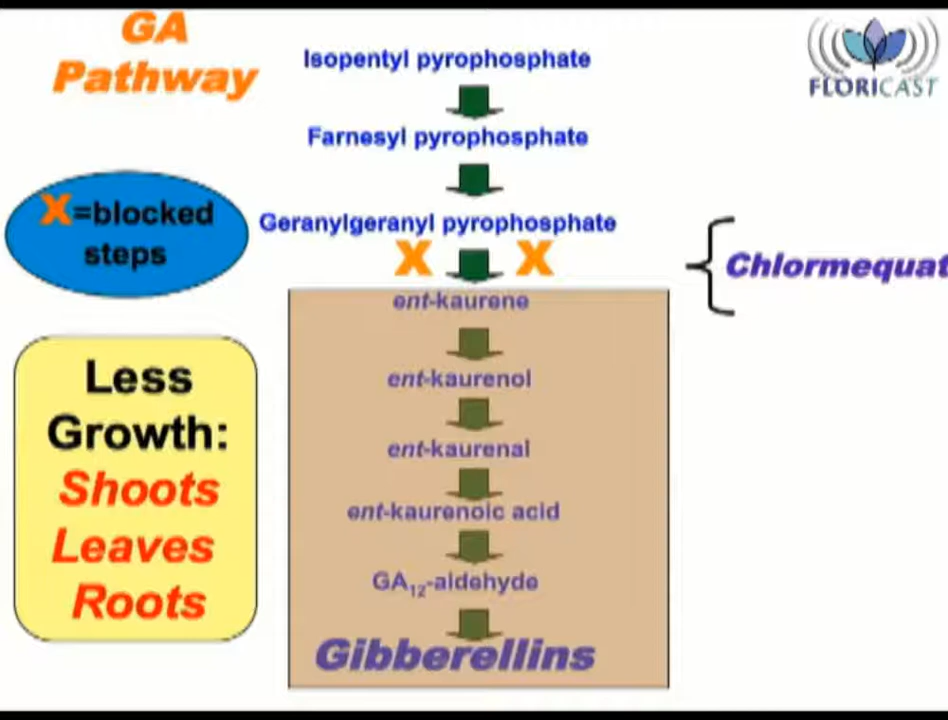 GA
Pathway
Isopentyl pyrophosphate
FLORICAST
Farnesyl pyrophosphate
X=blocked
steps
Geranylgeranyl pyrophosphate
X X
Chlormequat
ent-kaurene
Less
Growth:
Shoots
Leaves
Roots
ent-kaurenol
ent-kaurenal
ent-kaurenoic acid
GA₁₂-aldehyde
Gibberellins